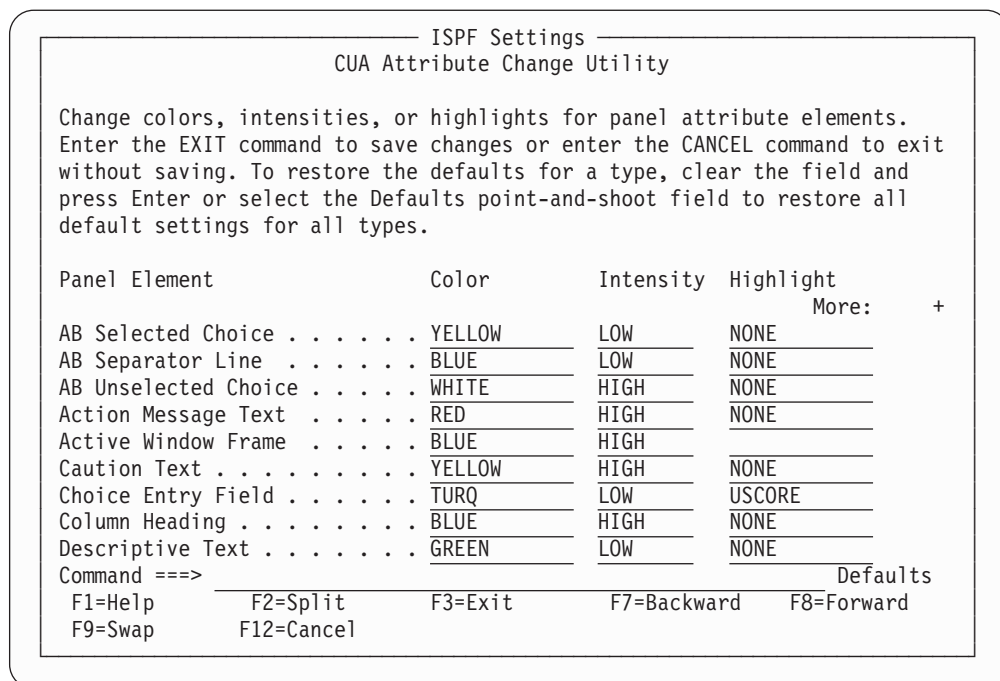 ISPF Settings
CUA Attribute Change Utility
Change colors, intensities, or highlights for panel attribute elements.
Enter the EXIT command to save changes or enter the CANCEL command to exit
without saving. To restore the defaults for a type, clear the field and
press Enter or select the Defaults point-and-shoot field to restore all
default settings for all types.
Panel Element Color Intensity Highlight
More: +
AB Selected Choice . . . . . . YELLOW LOW NONE
AB Separator Line . . . . . . BLUE LOW NONE
AB Unselected Choice . . . . . WHITE HIGH NONE
Action Message Text . . . . . RED HIGH NONE
Active Window Frame . . . . . BLUE HIGH
Caution Text . . . . . . . . . YELLOW HIGH NONE
Choice Entry Field . . . . . . TURQ LOW USCORE
Column Heading . . . . . . . . BLUE HIGH NONE
Descriptive Text . . . . . . . GREEN LOW NONE
Command ===> Defaults
F1=Help F2=Split F3=Exit F7=Backward F8=Forward
F9=Swap F12=Cancel